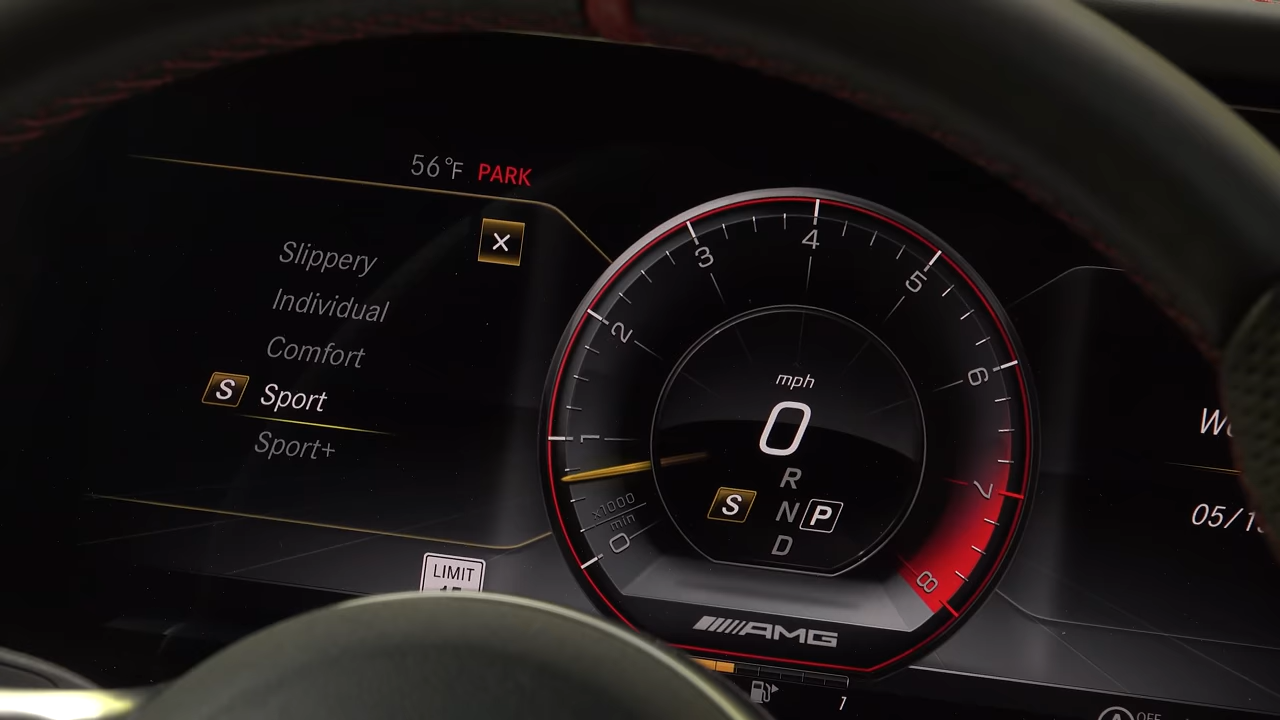 56°F PARK
X
Slippery
Individual
Comfort
S Sport
Sport+
LIMIT
0
1
2
3
4
5
6
7
8
x1000
min
mph
0
R
S N P
D
AMG
1
OFF
05/1